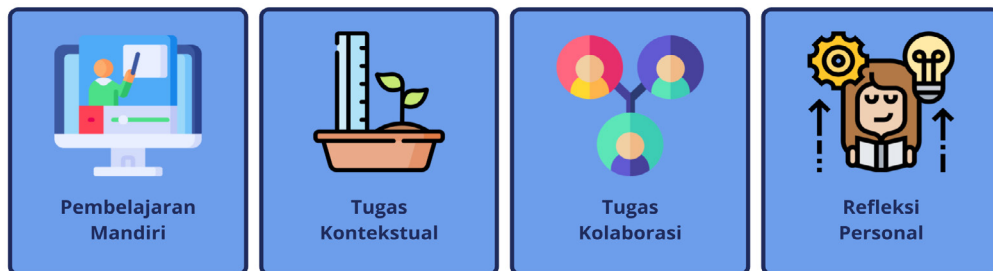 Pembelajaran
Mandiri
Tugas
Kontekstual
Tugas
Kolaborasi
Refleksi
Personal